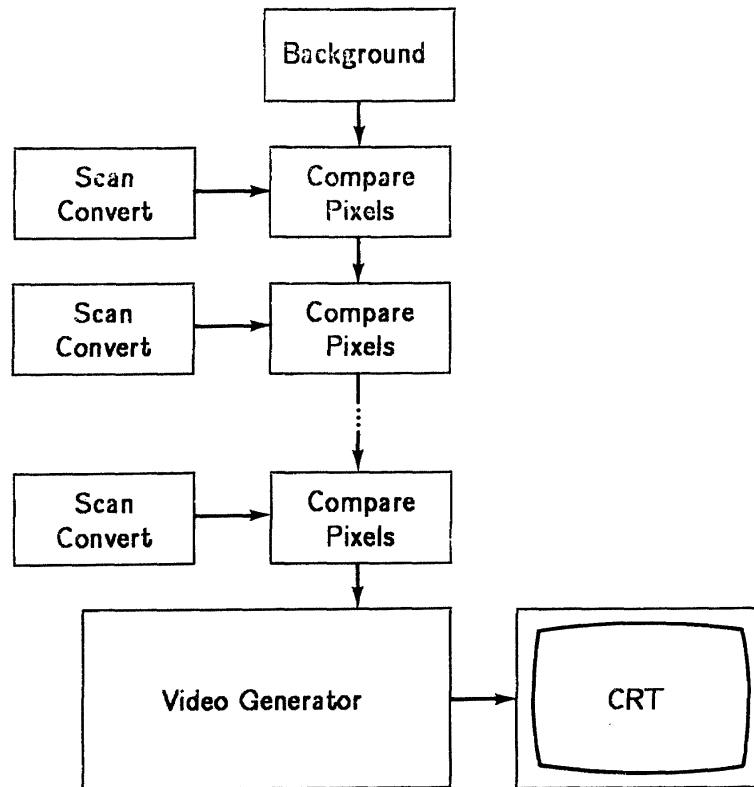 Background
Scan
Convert
Compare
Pixels
Scan
Convert
Compare
Pixels
Scan
Convert
Compare
Pixels
Video Generator
CRT